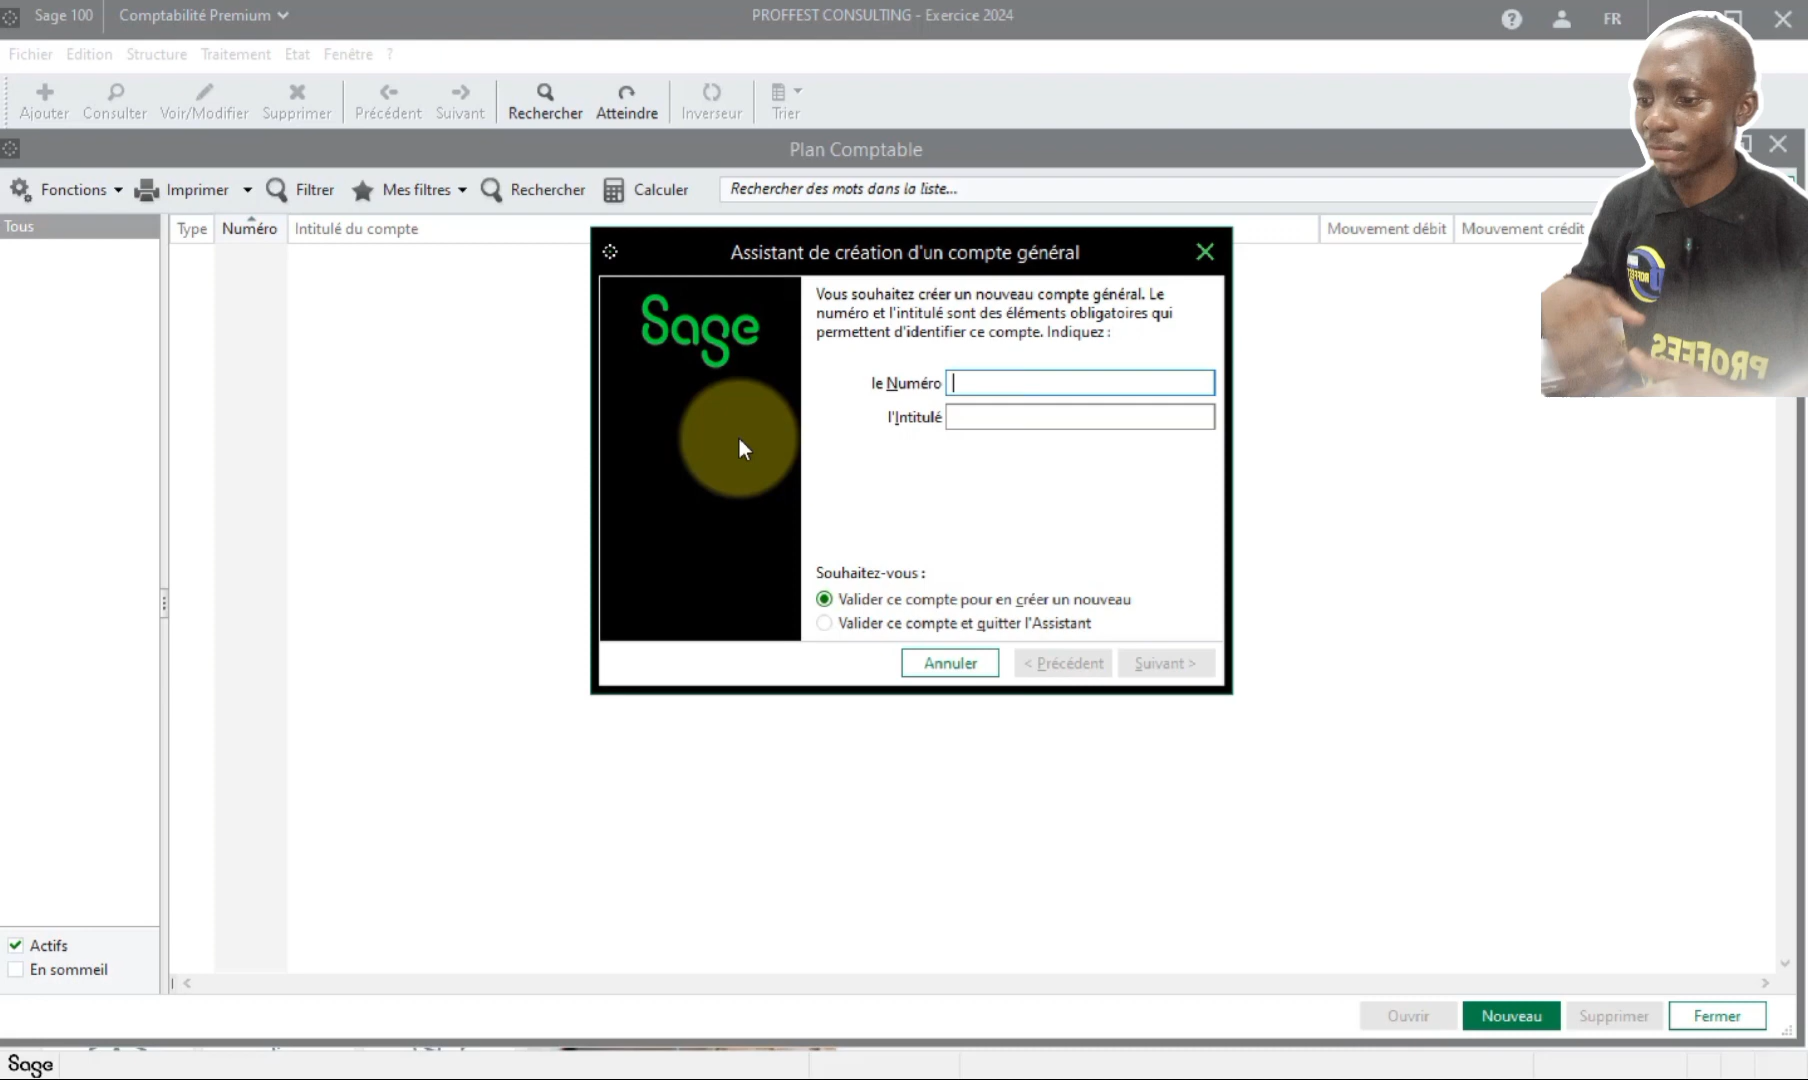 Sage 100 Comptabilité Premium PROFFEST CONSULTING - Exercice 2024 FR
Fichier Edition Structure Traitement Etat Fenêtre ?
Ajouter Consulter Voir/Modifier Supprimer Précédent Suivant Rechercher Atteindre Inverseur Trier
Plan Comptable
Fonctions Imprimer Filtrer Mes filtres Rechercher Calculer Rechercher des mots dans la liste...
Tous
Type Numéro Intitulé du compte Mouvement débit Mouvement crédit
Assistant de création d'un compte général
Sage
Vous souhaitez créer un nouveau compte général. Le
numéro et l'intitulé sont des éléments obligatoires qui
permettent d'identifier ce compte. Indiquez :
le Numéro
l'Intitulé
Souhaitez-vous :
Valider ce compte pour en créer un nouveau
Valider ce compte et quitter l'Assistant
Annuler < Précédent Suivant >
PROFFES
Actifs
En sommeil
Ouvrir Nouveau Supprimer Fermer
Sage